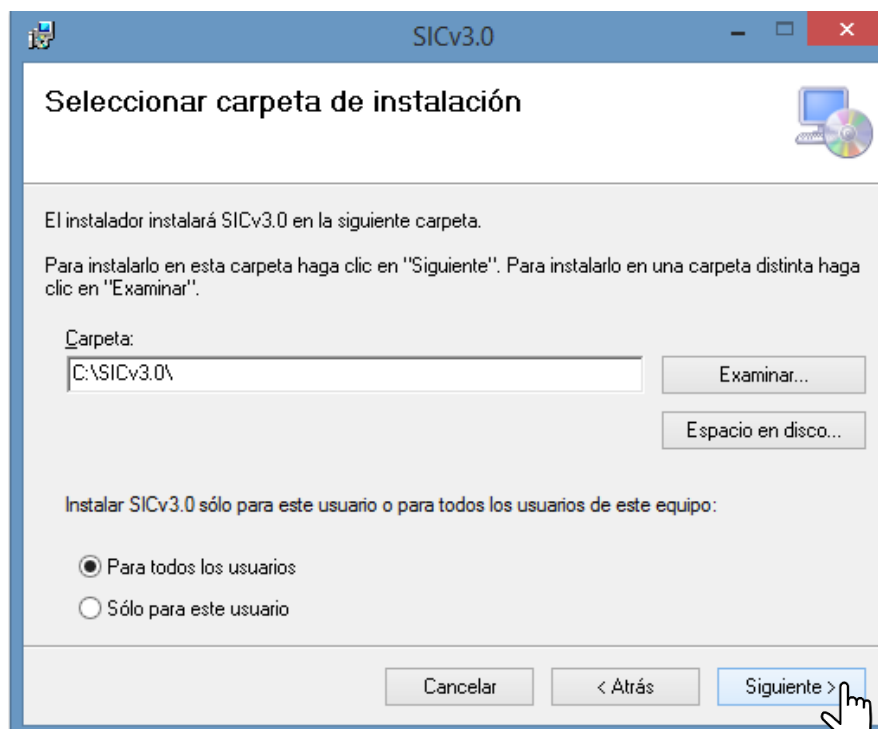 SICv3.0
Seleccionar carpeta de instalación
El instalador instalará SICv3.0 en la siguiente carpeta.
Para instalarlo en esta carpeta haga clic en "Siguiente". Para instalarlo en una carpeta distinta haga
clic en "Examinar".
Carpeta:
C:\SICv3.0\
Examinar...
Espacio en disco...
Instalar SICv3.0 sólo para este usuario o para todos los usuarios de este equipo:
Para todos los usuarios
Sólo para este usuario
Cancelar
< Atrás
Siguiente >